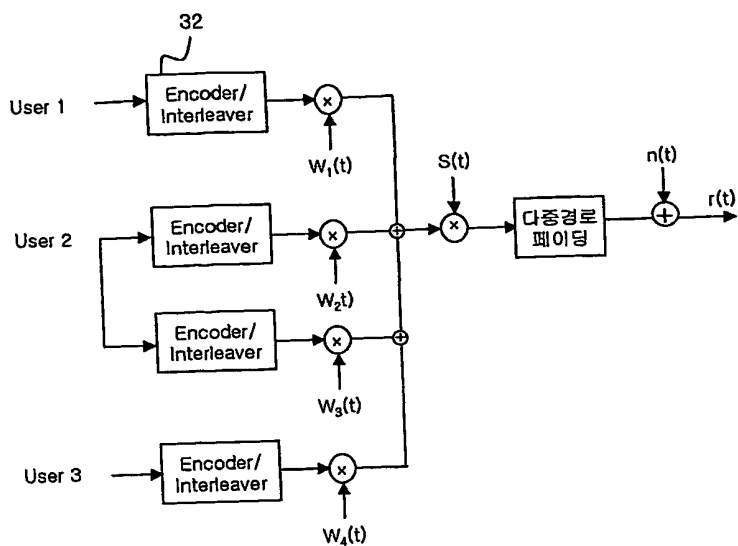 32
User 1
Encoder/
Interleaver
×
W₁(t)
S(t)
n(t)
r(t)
User 2
Encoder/
Interleaver
×
+
×
다중경로
페이딩
+
W₂t)
Encoder/
Interleaver
×
+
W₃(t)
User 3
Encoder/
Interleaver
×
W₄(t)